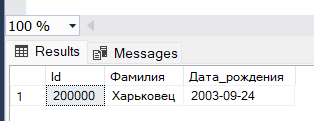 100 %
Results Messages
Id Фамилия Дата_рождения
1 200000 Харьковец 2003-09-24